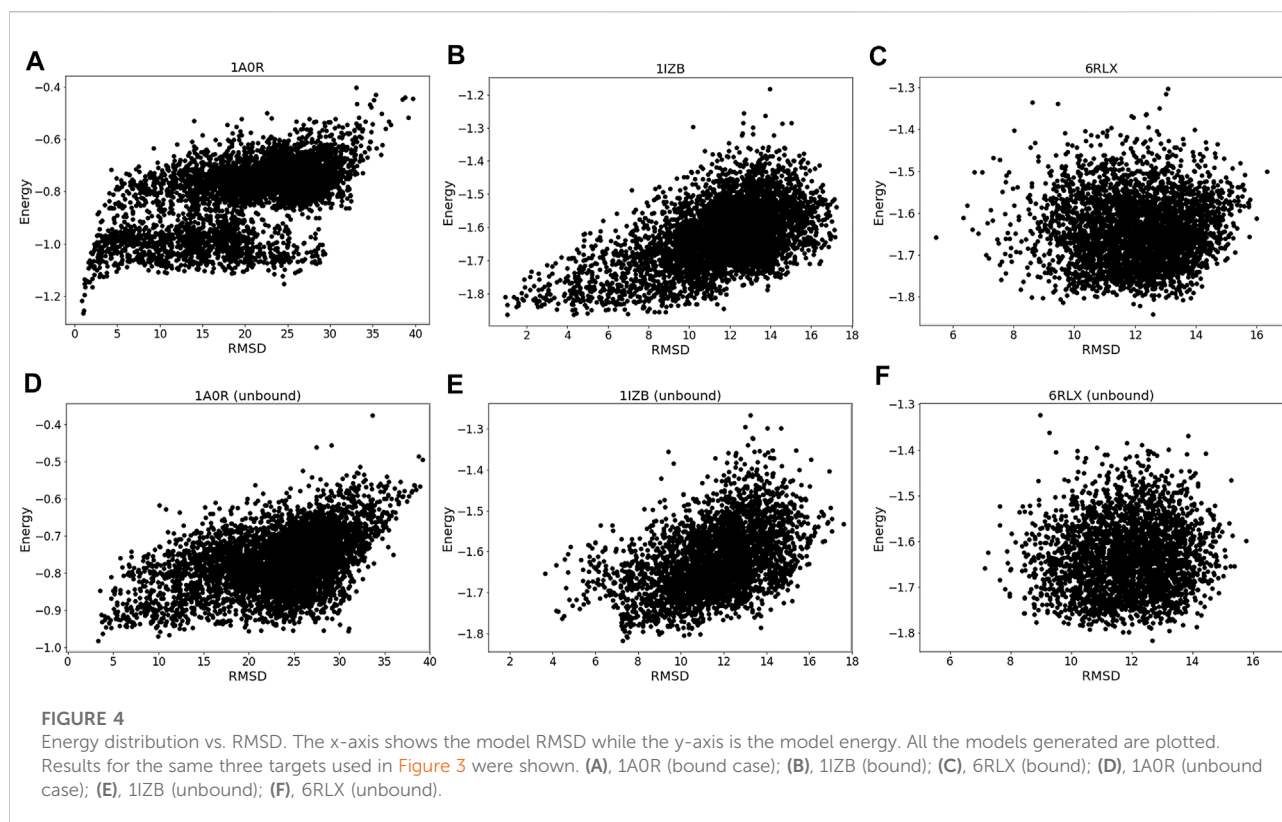 A
1A0R
−0.4
−0.6
−0.8
−1.0
−1.2
Energy
0 5 10 15 20 25 30 35 40
RMSD
B
1IZB
−1.2
−1.3
−1.4
−1.5
−1.6
−1.7
−1.8
Energy
2 4 6 8 10 12 14 16 18
RMSD
C
6RLX
−1.3
−1.4
−1.5
−1.6
−1.7
−1.8
Energy
6 8 10 12 14 16
RMSD
D
1A0R (unbound)
−0.4
−0.5
−0.6
−0.7
−0.8
−0.9
−1.0
Energy
0 5 10 15 20 25 30 35 40
RMSD
E
1IZB (unbound)
−1.3
−1.4
−1.5
−1.6
−1.7
−1.8
Energy
2 4 6 8 10 12 14 16 18
RMSD
F
6RLX (unbound)
−1.3
−1.4
−1.5
−1.6
−1.7
−1.8
Energy
6 8 10 12 14 16
RMSD
FIGURE 4
Energy distribution vs. RMSD. The x-axis shows the model RMSD while the y-axis is the model energy. All the models generated are plotted.
Results for the same three targets used in Figure 3 were shown. (A), 1A0R (bound case); (B), 1IZB (bound); (C), 6RLX (bound); (D), 1A0R (unbound
case); (E), 1IZB (unbound); (F), 6RLX (unbound).